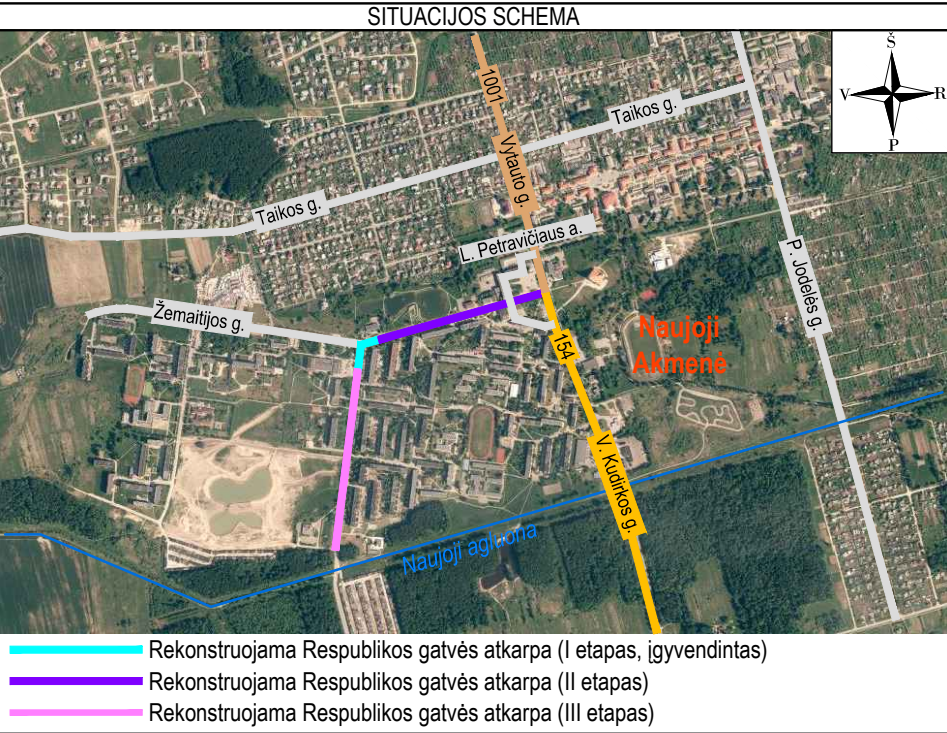 SITUACIJOS SCHEMA
Š
V
R
P
1001
Vytauto g.
Taikos g.
Taikos g.
L. Petravičiaus a.
P. Jodelės g.
Žemaitijos g.
154
Naujoji
Akmenė
V. Kudirkos g.
Naujoji agluona
Rekonstruojama Respublikos gatvės atkarpa (I etapas, įgyvendintas)
Rekonstruojama Respublikos gatvės atkarpa (II etapas)
Rekonstruojama Respublikos gatvės atkarpa (III etapas)